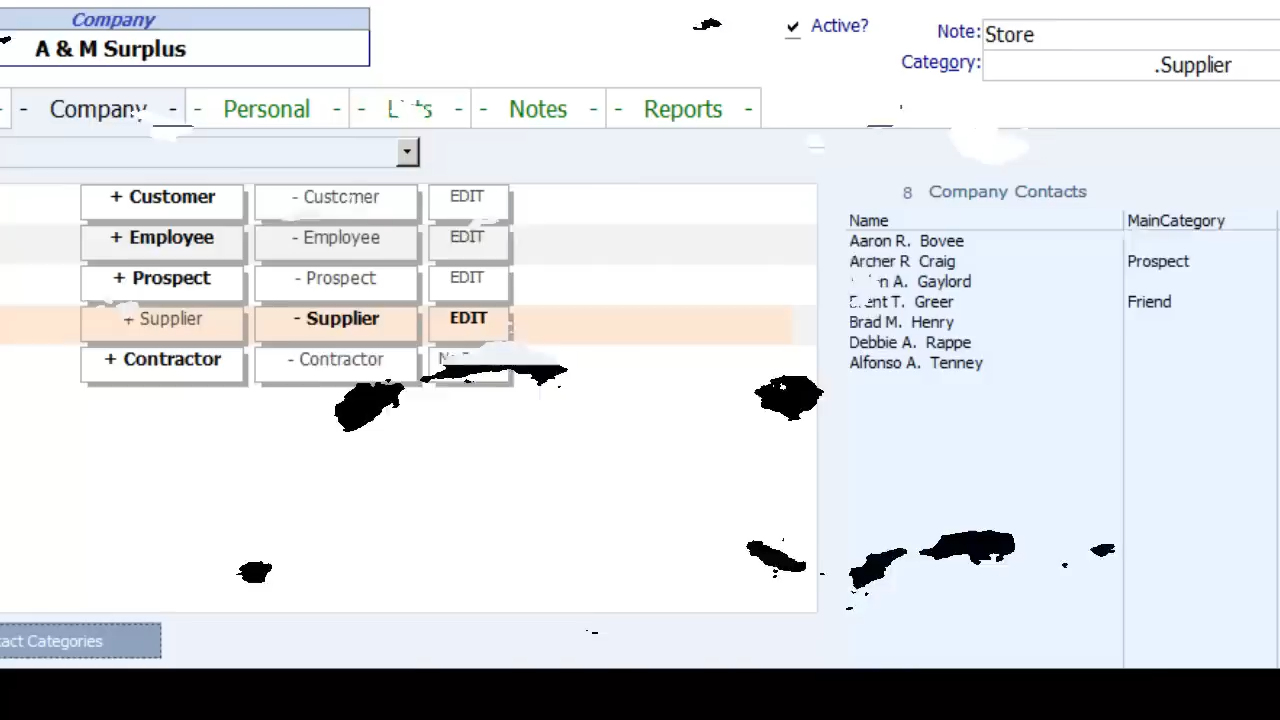 Company
A & M Surplus
Active?
Note: Store
Category: .Supplier
- Company - - Personal - - - - Notes - - Reports -
+ Customer - Customer EDIT
+ Employee - Employee EDIT
+ Prospect - Prospect EDIT
+ Supplier - Supplier EDIT
+ Contractor - Contractor
8 Company Contacts
Name MainCategory
Aaron R. Bovee
Archer R Craig Prospect
A. Gaylord
T. Greer Friend
Brad M. Henry
Debbie A. Rappe
Alfonso A. Tenney
Categories